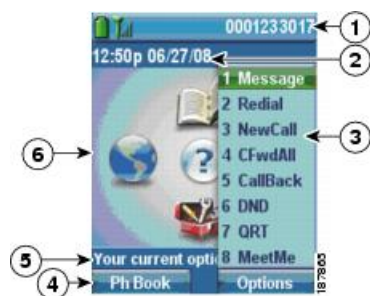 0001233017
1
12:50p 06/27/08
2
1 Message
2 Redial
3 NewCall
3
4 CFwdAll
6
5 CallBack
6 DND
7 QRT
5
Your current opti
8 MeetMe
4
Ph Book
Options
187865